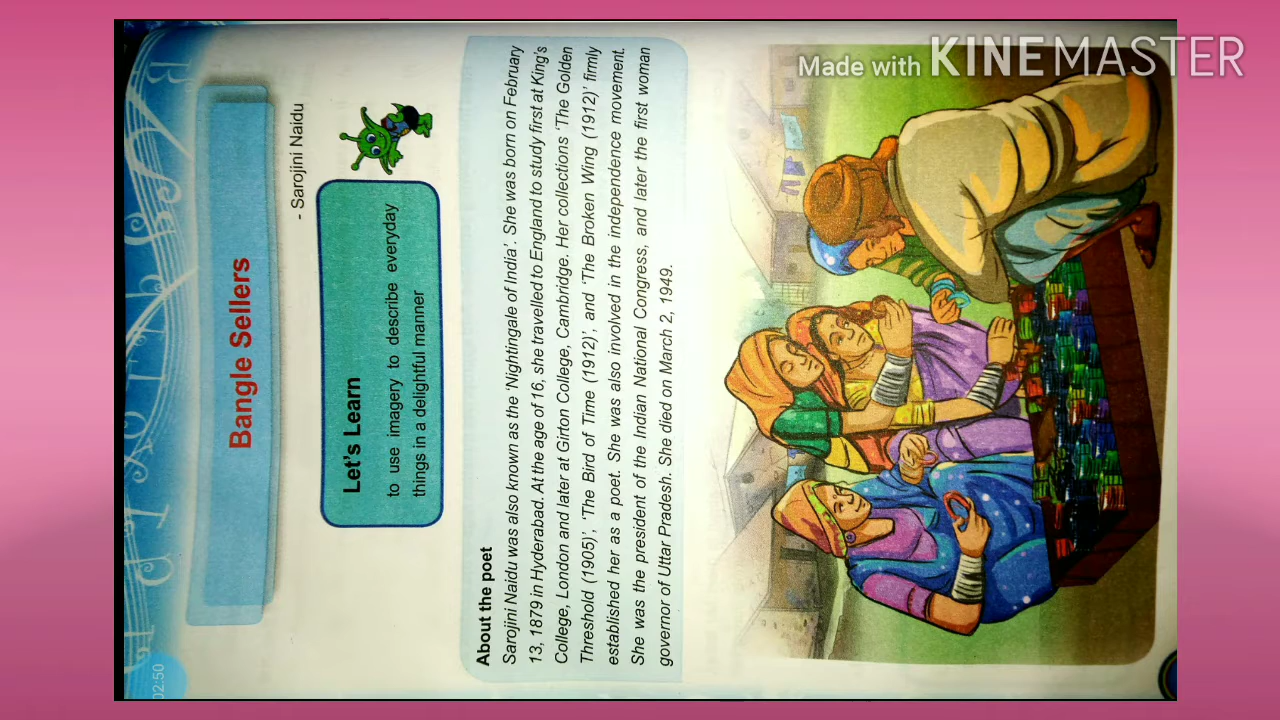 Made with KINEMASTER
02:50
Bangle Sellers
- Sarojini Naidu
Let's Learn
to use imagery to describe everyday
things in a delightful manner
About the poet
Sarojini Naidu was also known as the 'Nightingale of India'. She was born on February
13, 1879 in Hyderabad. At the age of 16, she travelled to England to study first at King's
College, London and later at Girton College, Cambridge. Her collections 'The Golden
Threshold (1905)', 'The Bird of Time (1912)', and 'The Broken Wing (1912)' firmly
established her as a poet. She was also involved in the independence movement.
She was the president of the Indian National Congress, and later the first woman
governor of Uttar Pradesh. She died on March 2, 1949.